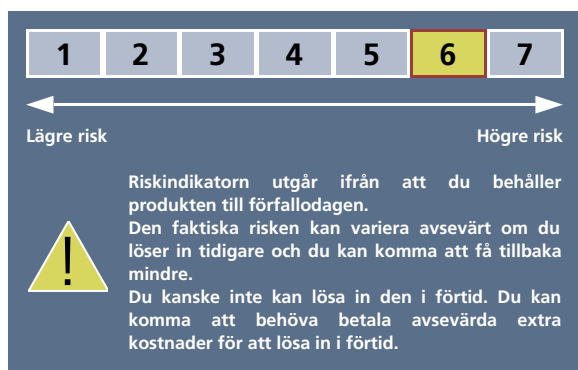 1 2 3 4 5 6 7
Lägre risk Högre risk
Riskindikatorn utgår ifrån att du behåller
produkten till förfallodagen.
Den faktiska risken kan variera avsevärt om du
löser in tidigare och du kan komma att få tillbaka
mindre.
Du kanske inte kan lösa in den i förtid. Du kan
komma att behöva betala avsevärda extra
kostnader för att lösa in i förtid.
!